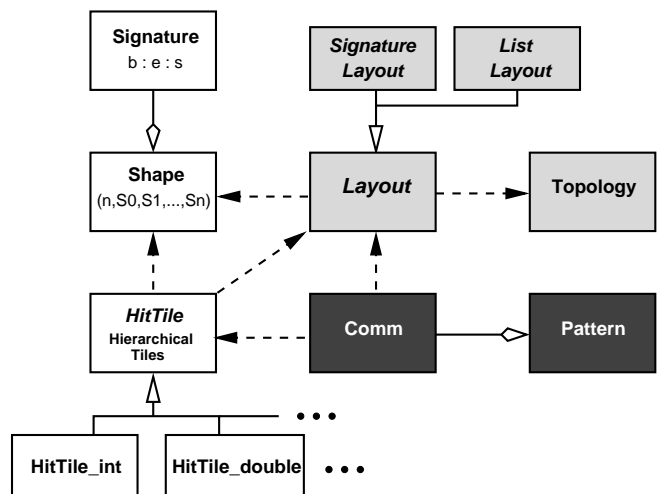 Signature
b : e : s
Signature
Layout
List
Layout
Shape
(n,S0,S1,...,Sn)
Layout
Topology
HitTile
Hierarchical
Tiles
Comm
Pattern
HitTile_int
HitTile_double